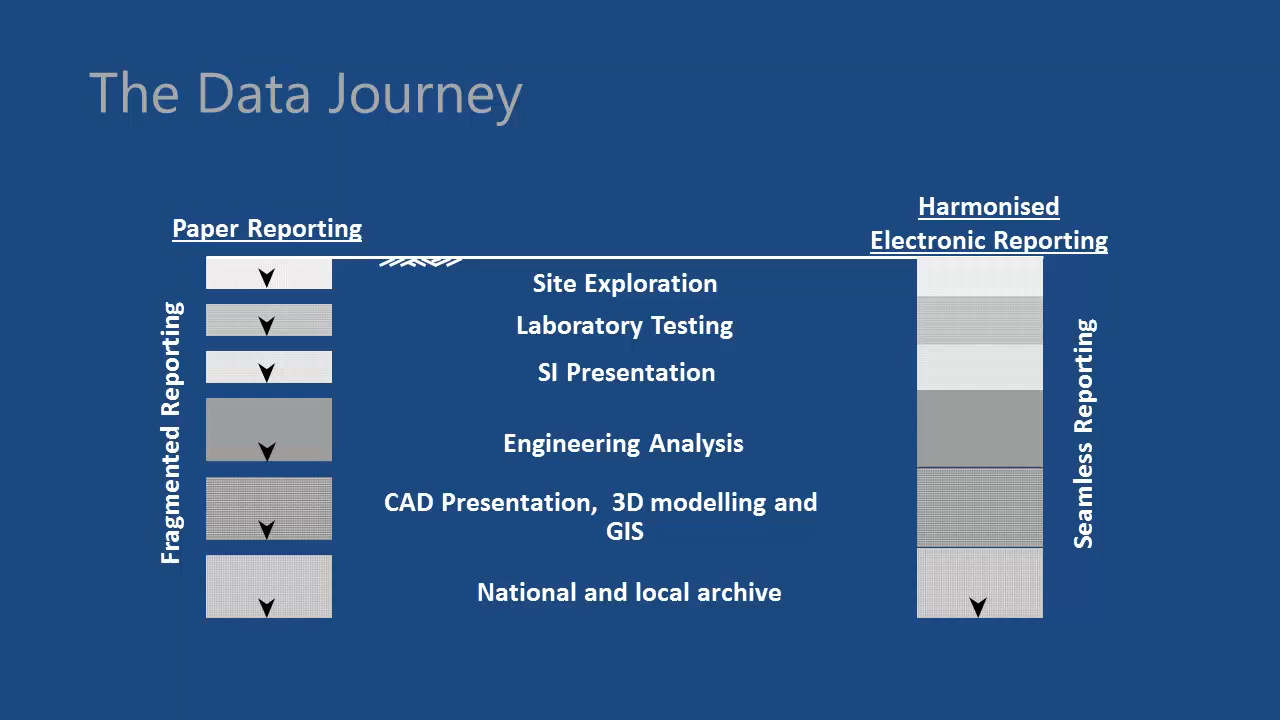 The Data Journey
Paper Reporting
Harmonised
Electronic Reporting
Fragmented Reporting
Site Exploration
Laboratory Testing
SI Presentation
Engineering Analysis
CAD Presentation, 3D modelling and
GIS
National and local archive
Seamless Reporting